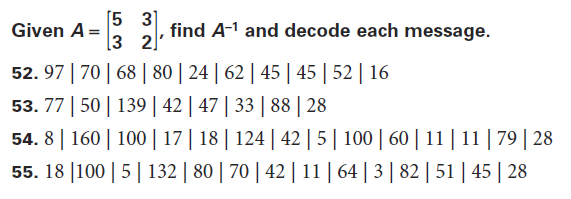 Given A = [5 3
3 2], find A⁻¹ and decode each message.
52. 97 | 70 | 68 | 80 | 24 | 62 | 45 | 45 | 52 | 16
53. 77 | 50 | 139 | 42 | 47 | 33 | 88 | 28
54. 8 | 160 | 100 | 17 | 18 | 124 | 42 | 5 | 100 | 60 | 11 | 11 | 79 | 28
55. 18 |100 | 5 | 132 | 80 | 70 | 42 | 11 | 64 | 3 | 82 | 51 | 45 | 28